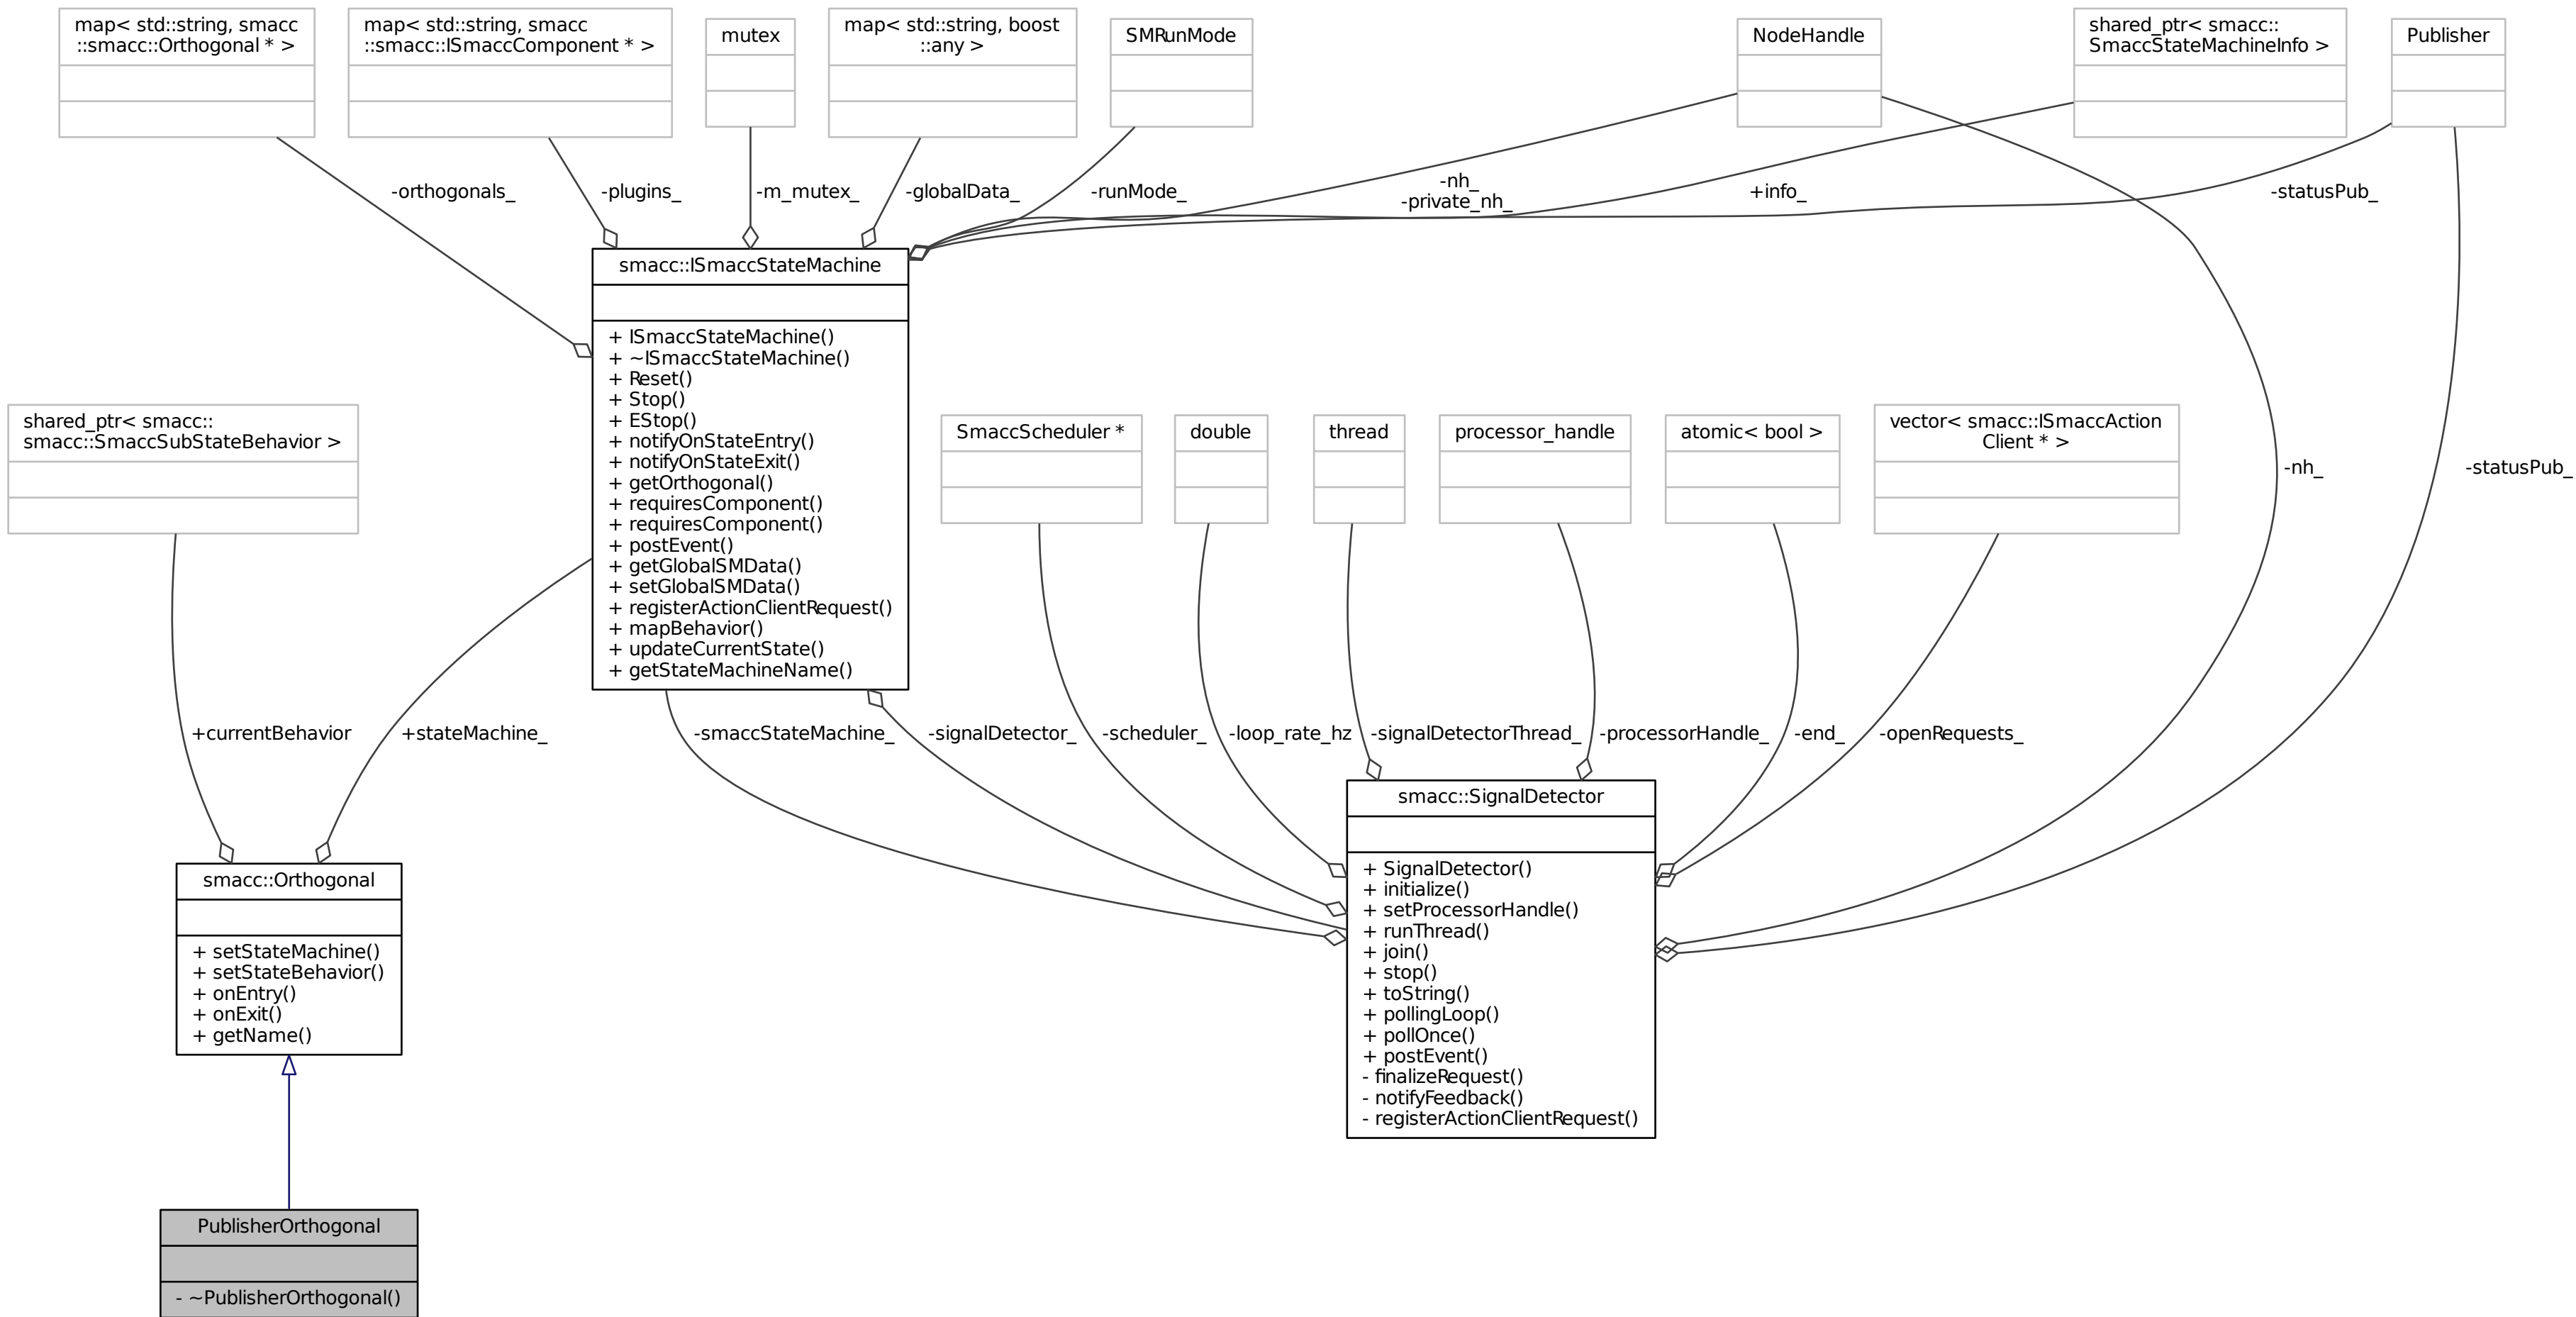 map< std::string, smacc
::smacc::Orthogonal * >
map< std::string, smacc
::smacc::ISmaccComponent * >
mutex
map< std::string, boost
::any >
SMRunMode
NodeHandle
shared_ptr< smacc::
SmaccStateMachineInfo >
Publisher
-orthogonals_
-plugins_
-m_mutex_
-globalData_
-runMode_
-nh_
-private_nh_
+info_
-statusPub_
smacc::ISmaccStateMachine
+ ISmaccStateMachine()
+ ~ISmaccStateMachine()
+ Reset()
+ Stop()
+ EStop()
+ notifyOnStateEntry()
+ notifyOnStateExit()
+ getOrthogonal()
+ requiresComponent()
+ requiresComponent()
+ postEvent()
+ getGlobalSMData()
+ setGlobalSMData()
+ registerActionClientRequest()
+ mapBehavior()
+ updateCurrentState()
+ getStateMachineName()
shared_ptr< smacc::
smacc::SmaccSubStateBehavior >
SmaccScheduler *
double
thread
processor_handle
atomic< bool >
vector< smacc::ISmaccAction
Client * >
-nh_
-statusPub_
+currentBehavior
+stateMachine_
-smaccStateMachine_
-signalDetector_
-scheduler_
-loop_rate_hz
-signalDetectorThread_
-processorHandle_
-end_
-openRequests_
smacc::SignalDetector
+ SignalDetector()
+ initialize()
+ setProcessorHandle()
+ runThread()
+ join()
+ stop()
+ toString()
+ pollingLoop()
+ pollOnce()
+ postEvent()
- finalizeRequest()
- notifyFeedback()
- registerActionClientRequest()
smacc::Orthogonal
+ setStateMachine()
+ setStateBehavior()
+ onEntry()
+ onExit()
+ getName()
PublisherOrthogonal
- ~PublisherOrthogonal()